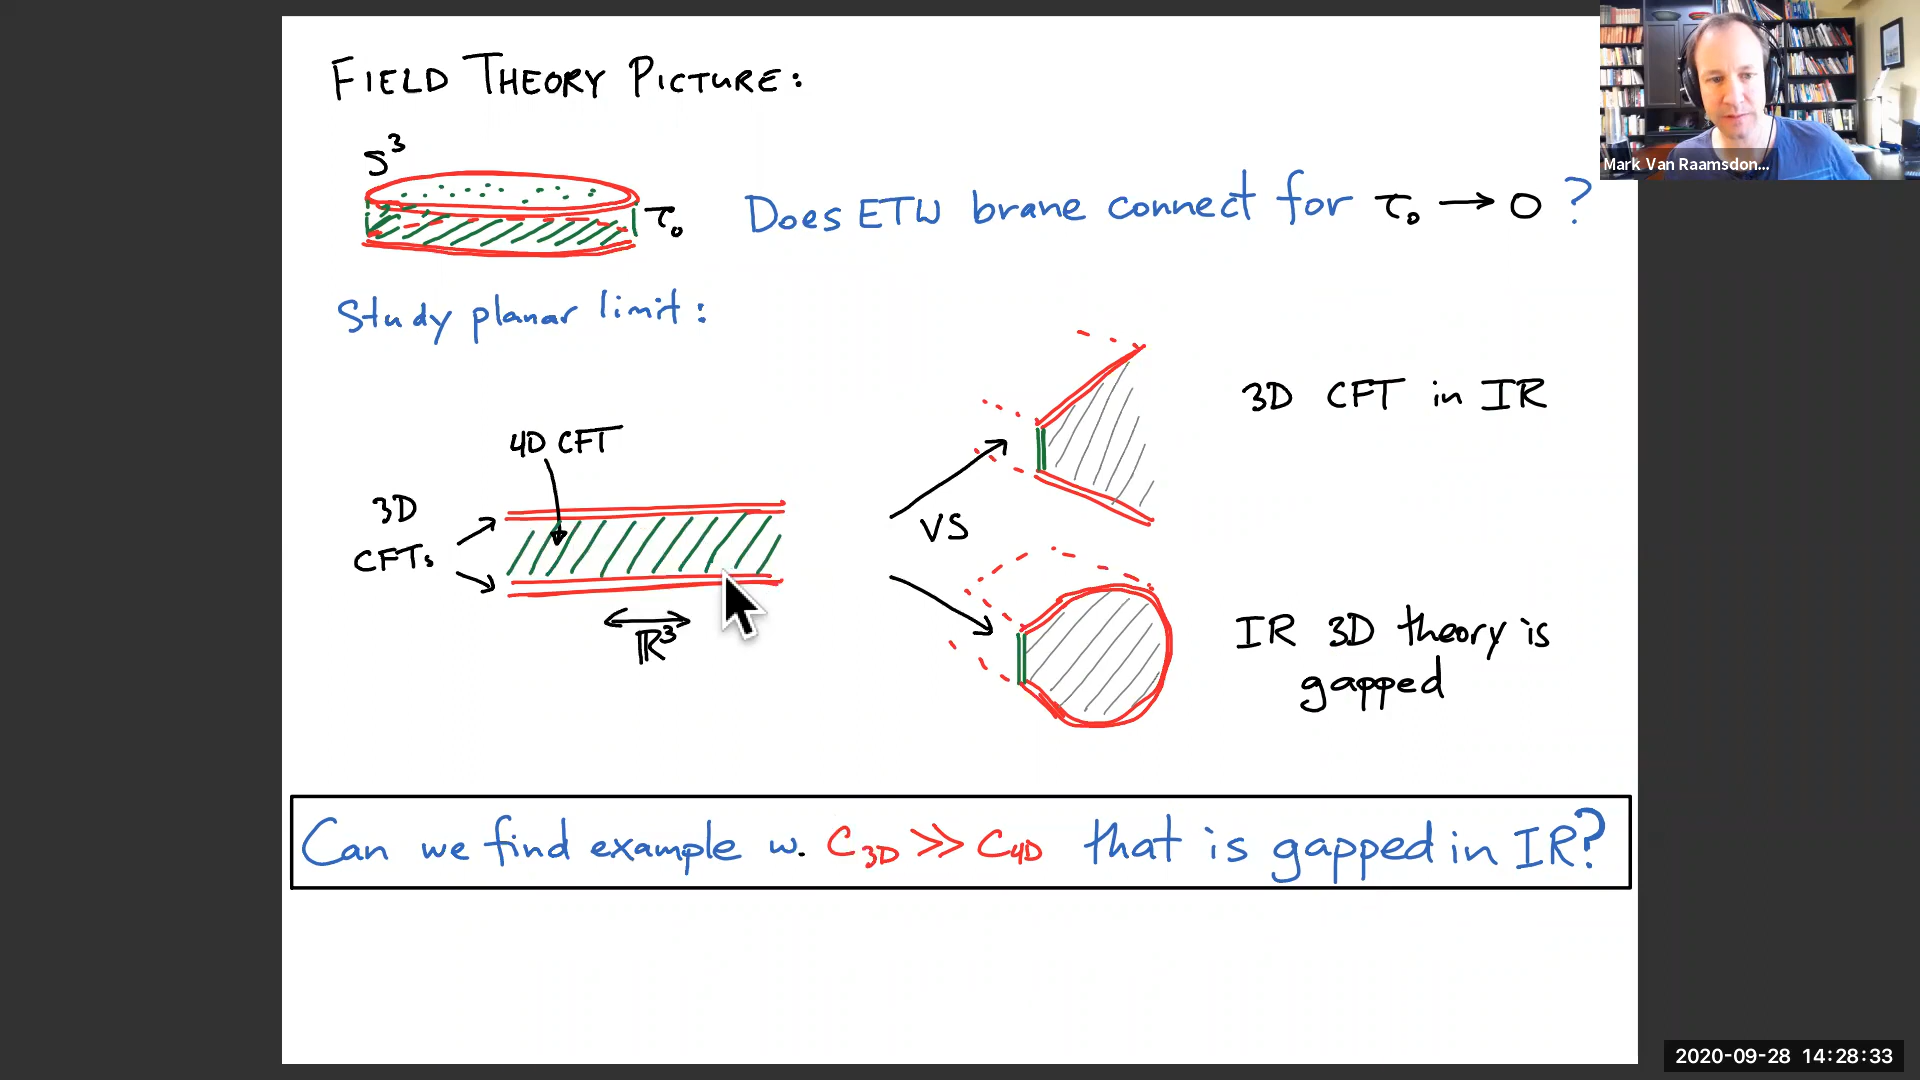 FIELD THEORY PICTURE:
S³
τ₀
Does ETW brane connect for τ₀ → 0 ?
Study planar limit:
3D CFT in IR
4D CFT
3D
CFTs
VS
ℝ³
IR 3D theory is
gapped
Can we find example w. C₃D >> C₄D that is gapped in IR?
Mark Van Raamsdon...
2020-09-28 14:28:33